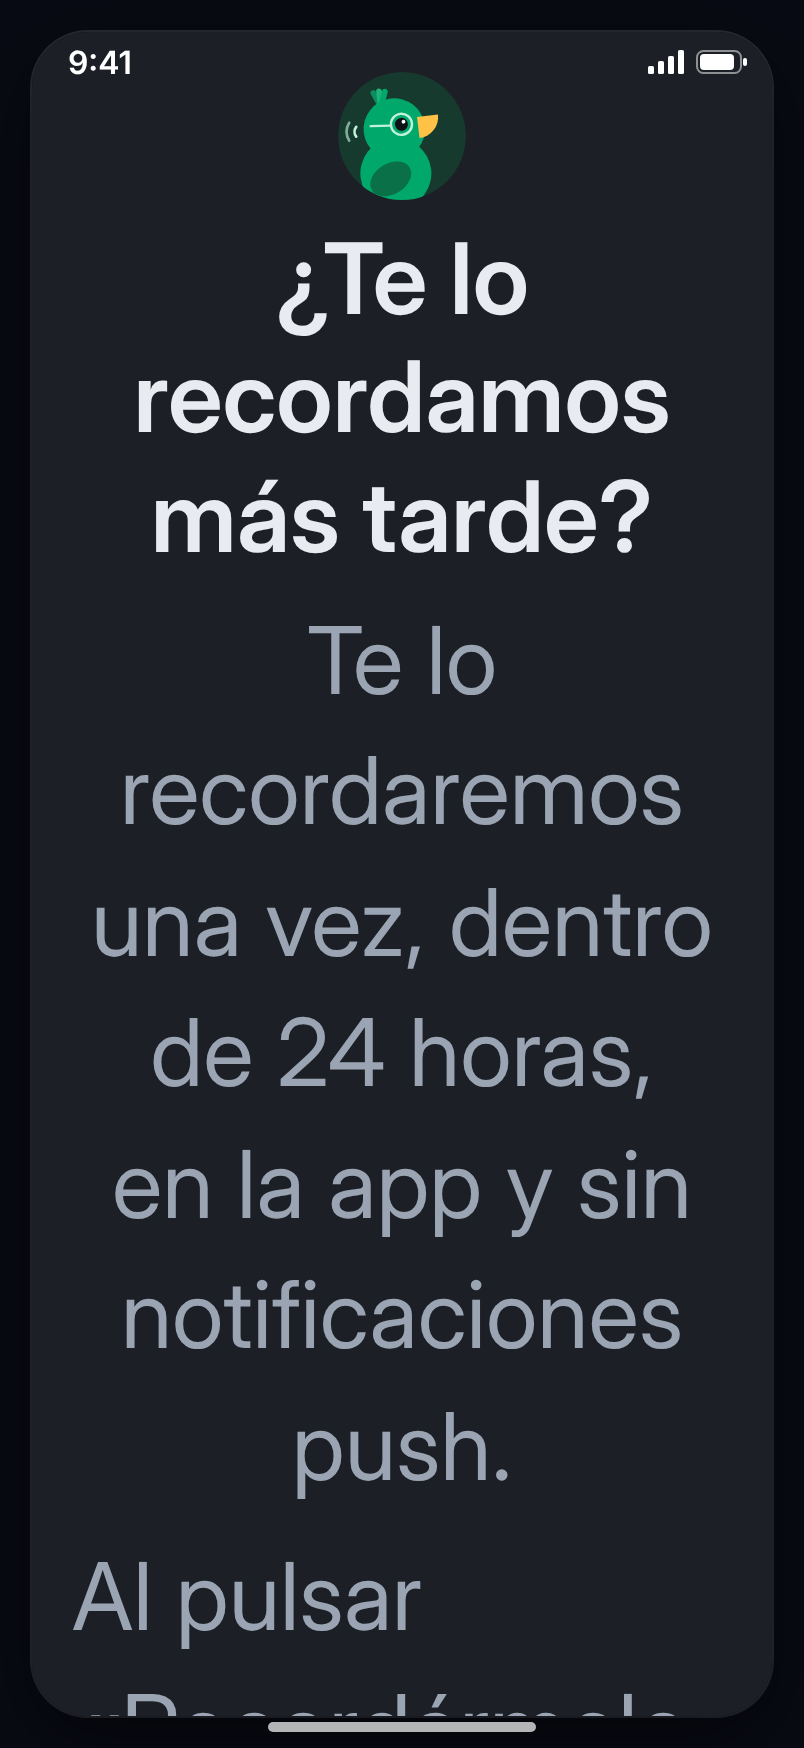 9:41
¿Te lo
recordamos
más tarde?
Te lo
recordaremos
una vez, dentro
de 24 horas,
en la app y sin
notificaciones
push.
Al pulsar